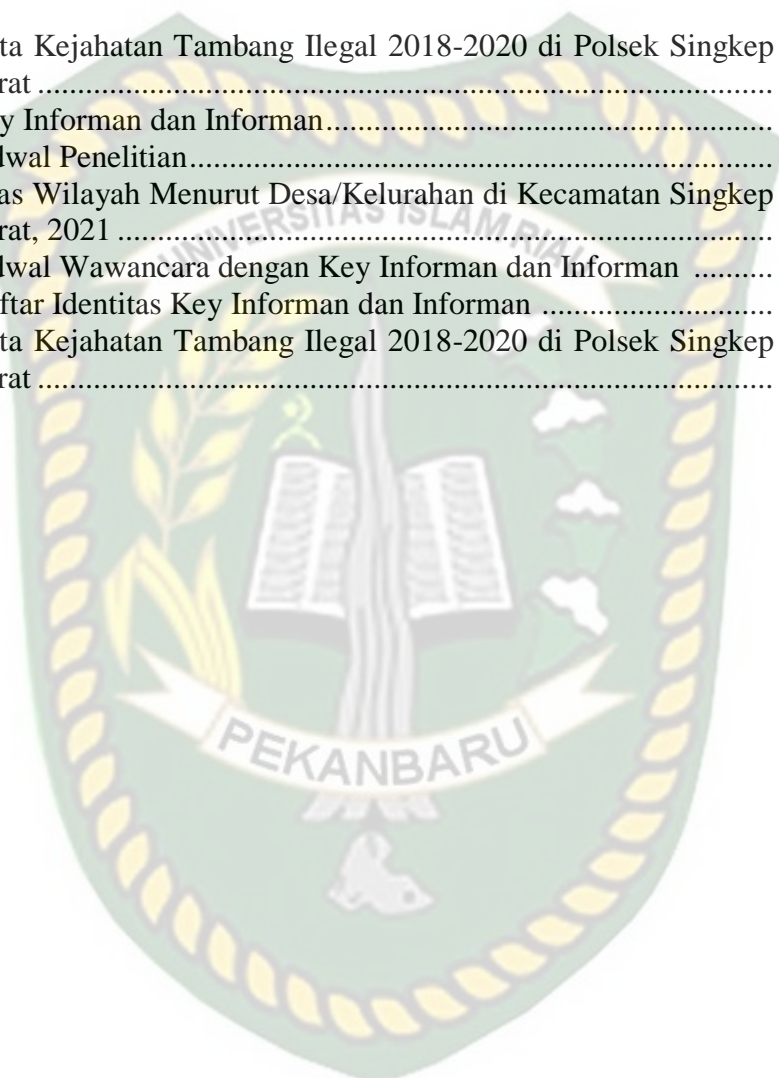 ta Kejahatan Tambang Ilegal 2018-2020 di Polsek Singkep
rat ...........................................................................................
y Informan dan Informan.......................................................
dwal Penelitian........................................................................
as Wilayah Menurut Desa/Kelurahan di Kecamatan Singkep
rat, 2021 .................................................................................
dwal Wawancara dengan Key Informan dan Informan ..........
ftar Identitas Key Informan dan Informan .............................
ta Kejahatan Tambang Ilegal 2018-2020 di Polsek Singkep
rat ...........................................................................................
UNIVERSITAS ISLAM RIAU
PEKANBARU